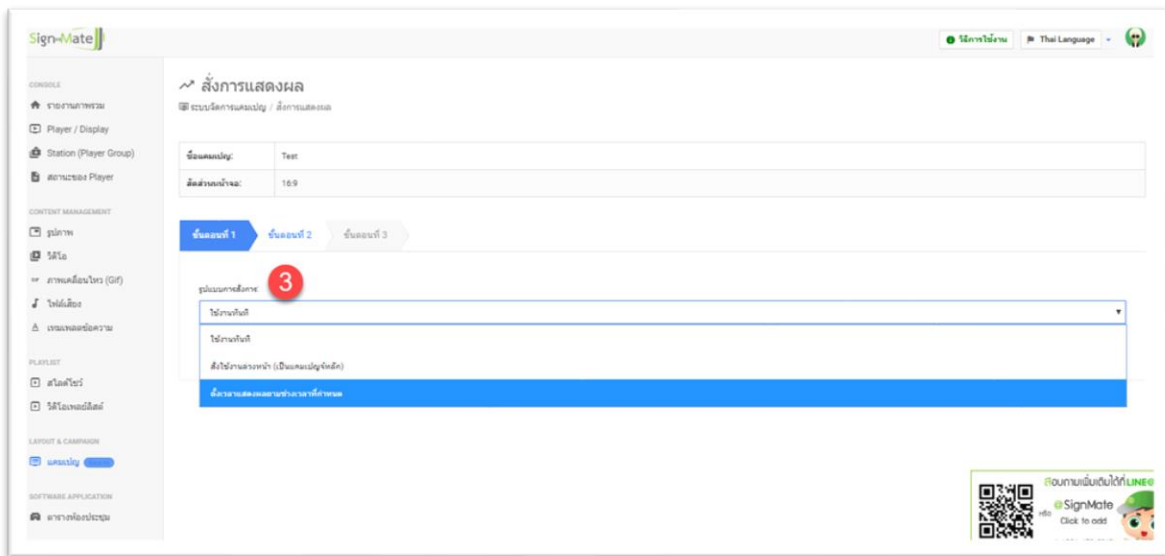 Sign Mate
วิธีการใช้งาน
Thai Language
CONSOLE
รายงานภาพรวม
Player / Display
Station (Player Group)
สถานะของ Player
CONTENT MANAGEMENT
รูปภาพ
วิดีโอ
ภาพเคลื่อนไหว (Gif)
ไฟล์เสียง
เทมเพลตข้อความ
PLAYLIST
สไลด์โชว์
วิดีโอเพลย์ลิสต์
LAYOUT & CAMPAIGN
แคมเปญ
SOFTWARE APPLICATION
ตารางห้องประชุม
สั่งการแสดงผล
ระบบจัดการแคมเปญ / สั่งการแสดงผล
ชื่อแคมเปญ: Test
สัดส่วนหน้าจอ: 16:9
ขั้นตอนที่ 1 ขั้นตอนที่ 2 ขั้นตอนที่ 3
รูปแบบการสั่งการ 3
ใช้งานทันที
ใช้งานทันที
สั่งใช้งานล่วงหน้า (เป็นแคมเปญหลัก)
ตั้งเวลาแสดงผลตามช่วงเวลาที่กำหนด
สอบถามเพิ่มเติมได้ที่ LINE@
หรือ @SignMate
Click to add